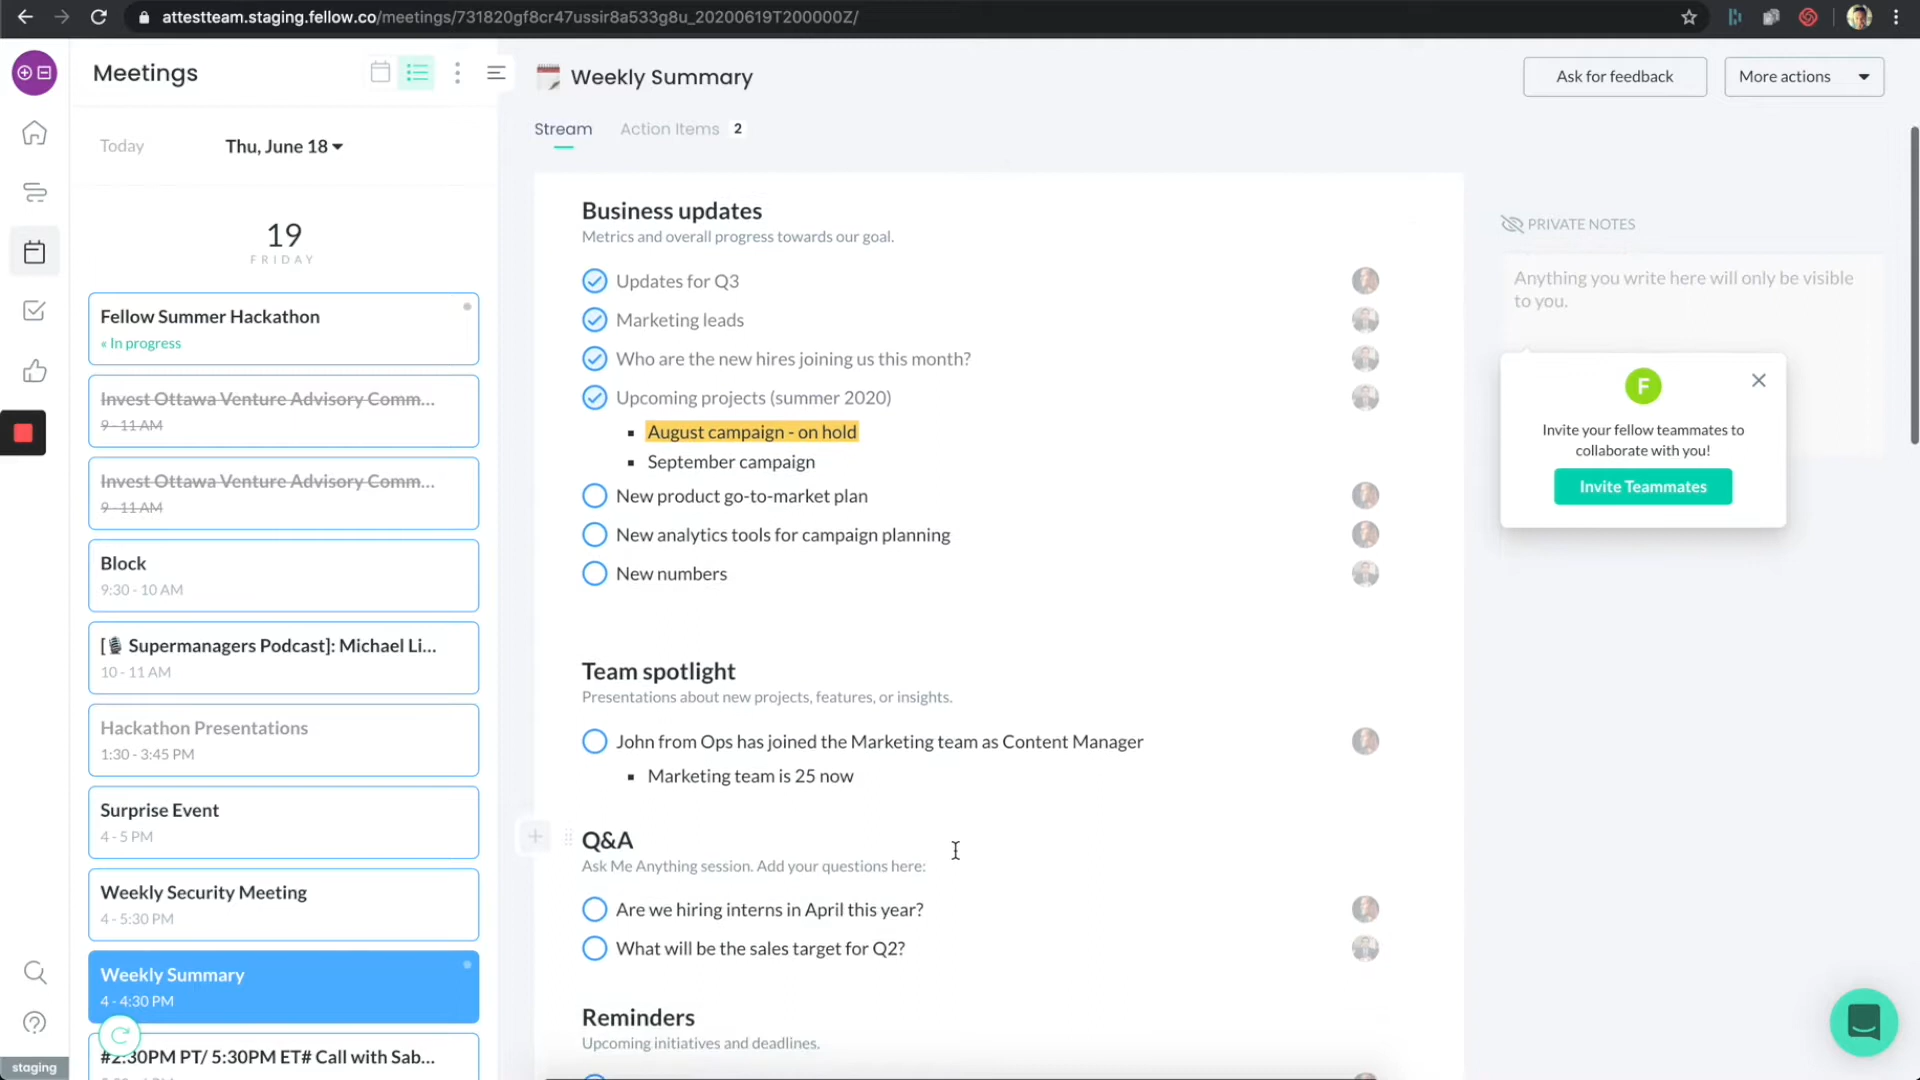 attestteam.staging.fellow.co/meetings/731820gf8cr47ussir8a533g8u_20200619T200000Z/
Meetings
Today
Thu, June 18
19
FRIDAY
Fellow Summer Hackathon
« In progress
Invest Ottawa Venture Advisory Comm...
9 - 11 AM
Invest Ottawa Venture Advisory Comm...
9 - 11 AM
Block
9:30 - 10 AM
[🎙 Supermanagers Podcast]: Michael Li...
10 - 11 AM
Hackathon Presentations
1:30 - 3:45 PM
Surprise Event
4 - 5 PM
Weekly Security Meeting
4 - 5:30 PM
Weekly Summary
4 - 4:30 PM
#2:30PM PT/ 5:30PM ET# Call with Sab...
staging
Weekly Summary
Ask for feedback
More actions
Stream
Action Items 2
Business updates
Metrics and overall progress towards our goal.
Updates for Q3
Marketing leads
Who are the new hires joining us this month?
Upcoming projects (summer 2020)
August campaign - on hold
September campaign
New product go-to-market plan
New analytics tools for campaign planning
New numbers
Team spotlight
Presentations about new projects, features, or insights.
John from Ops has joined the Marketing team as Content Manager
Marketing team is 25 now
Q&A
Ask Me Anything session. Add your questions here:
Are we hiring interns in April this year?
What will be the sales target for Q2?
Reminders
Upcoming initiatives and deadlines.
PRIVATE NOTES
Anything you write here will only be visible
to you.
F
Invite your fellow teammates to
collaborate with you!
Invite Teammates